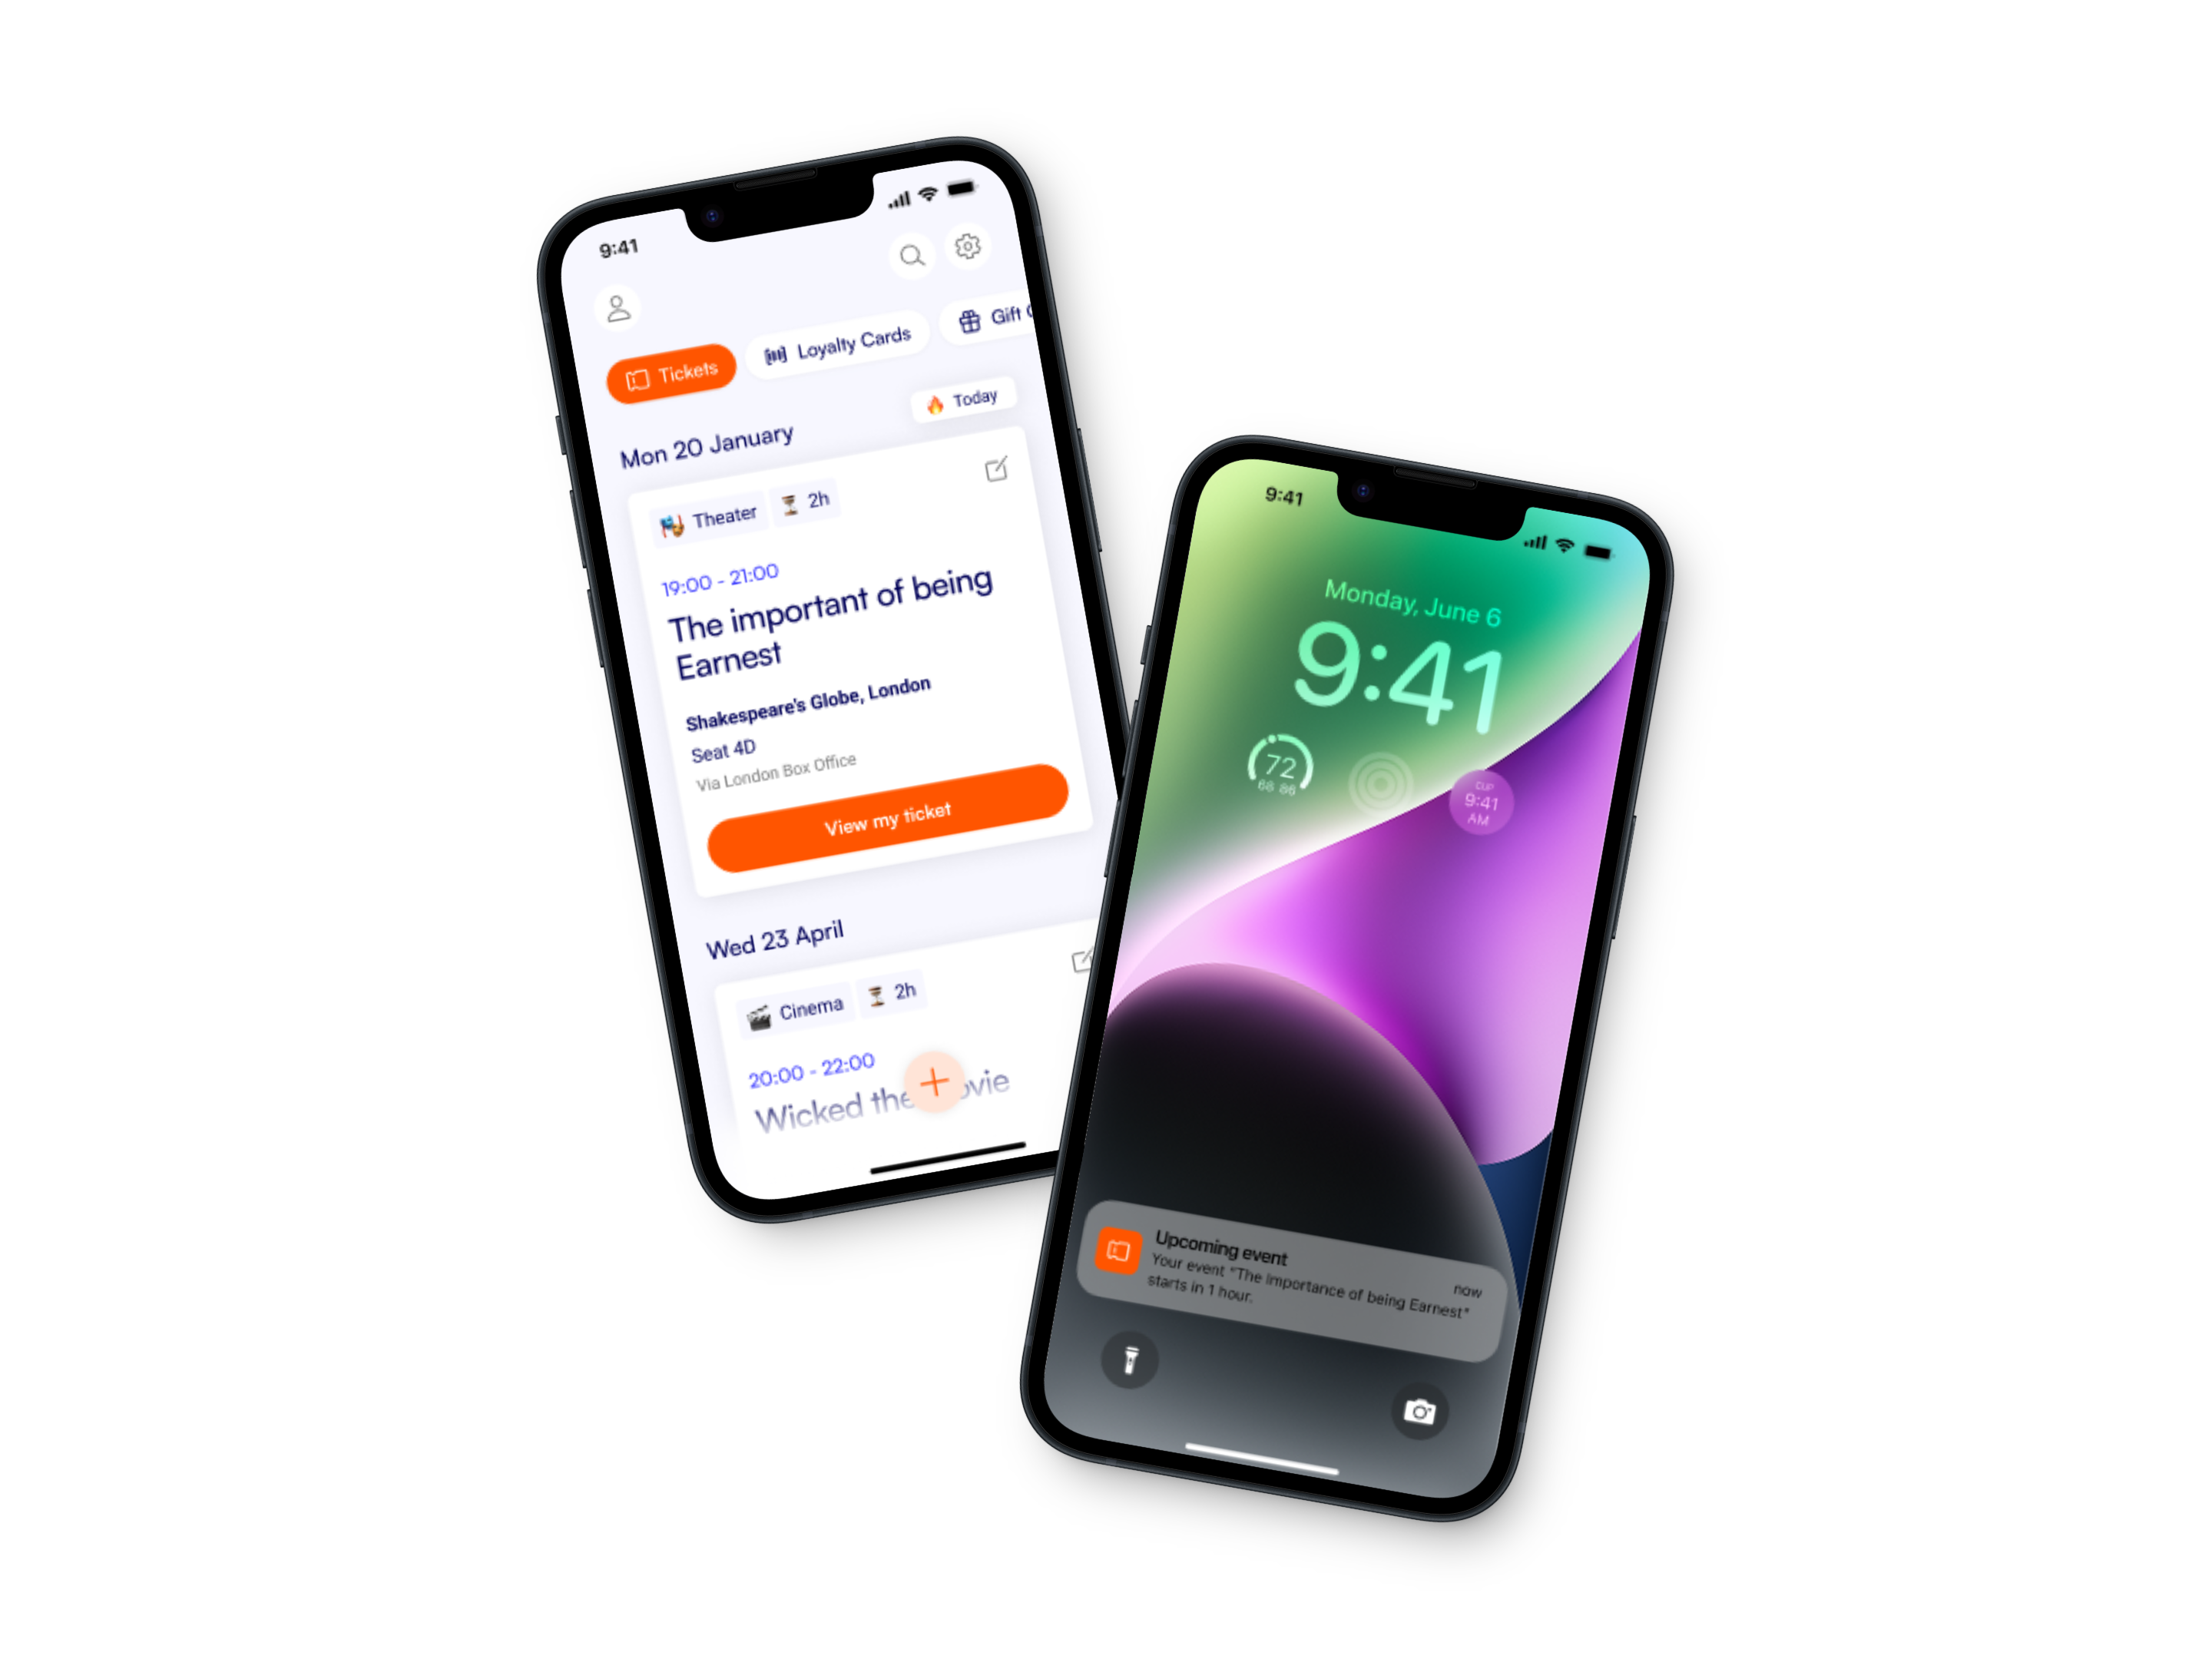 9:41
Tickets
Loyalty Cards
Gift
Today
Mon 20 January
Theater
2h
19:00 - 21:00
The important of being
Earnest
Shakespeare's Globe, London
Seat 4D
Via London Box Office
View my ticket
Wed 23 April
Cinema
2h
20:00 - 22:00
Wicked the ovie
9:41
Monday, June 6
9:41
72
68 86
CUP
9:41
AM
Upcoming event
now
Your event "The Importance of being Earnest"
starts in 1 hour.